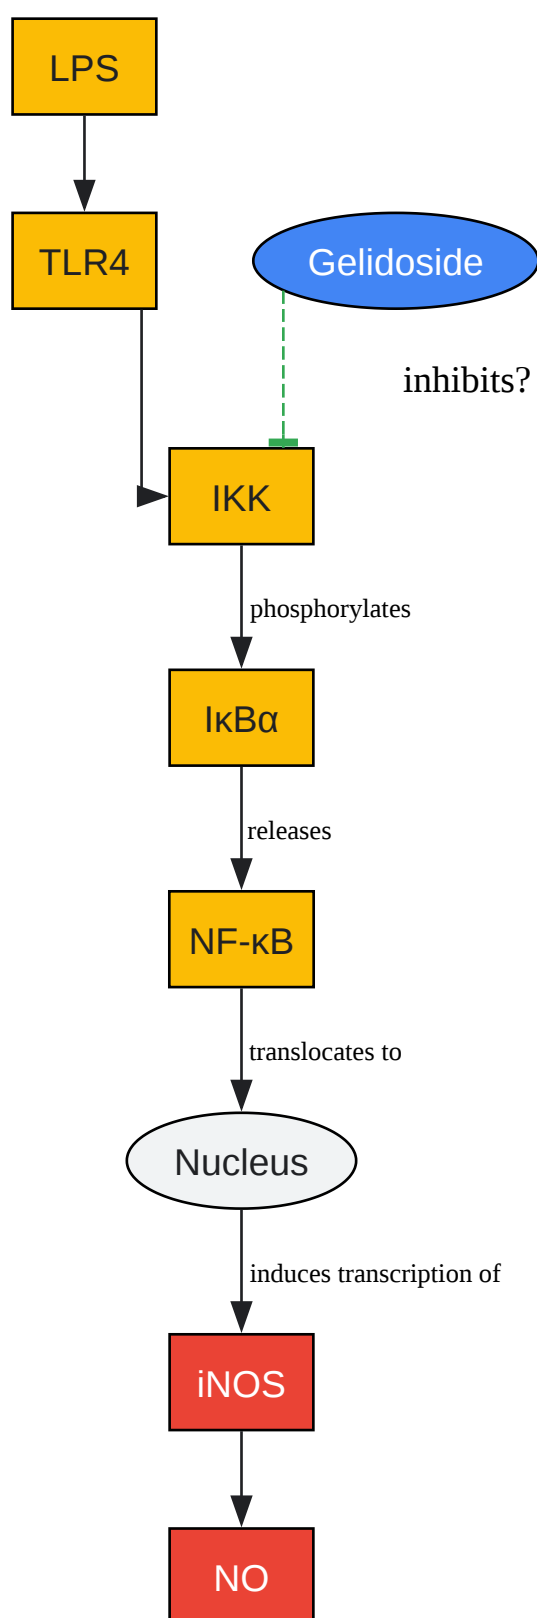 LPS
TLR4
Gelidoside
inhibits?
IKK
phosphorylates
IκBα
releases
NF-κB
translocates to
Nucleus
induces transcription of
iNOS
NO